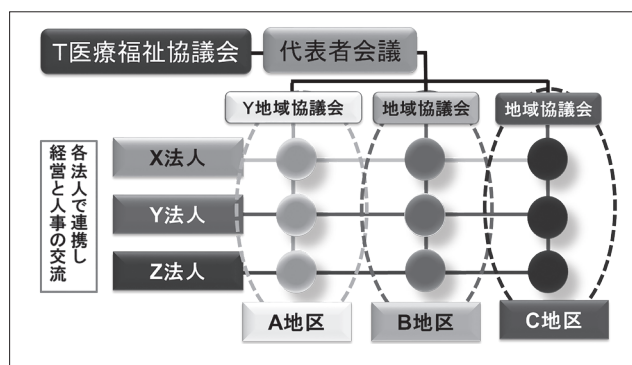 T医療福祉協議会
代表者会議
Y地域協議会
地域協議会
地域協議会
各法人で連携し
経営と人事の交流
X法人
Y法人
Z法人
A地区
B地区
C地区